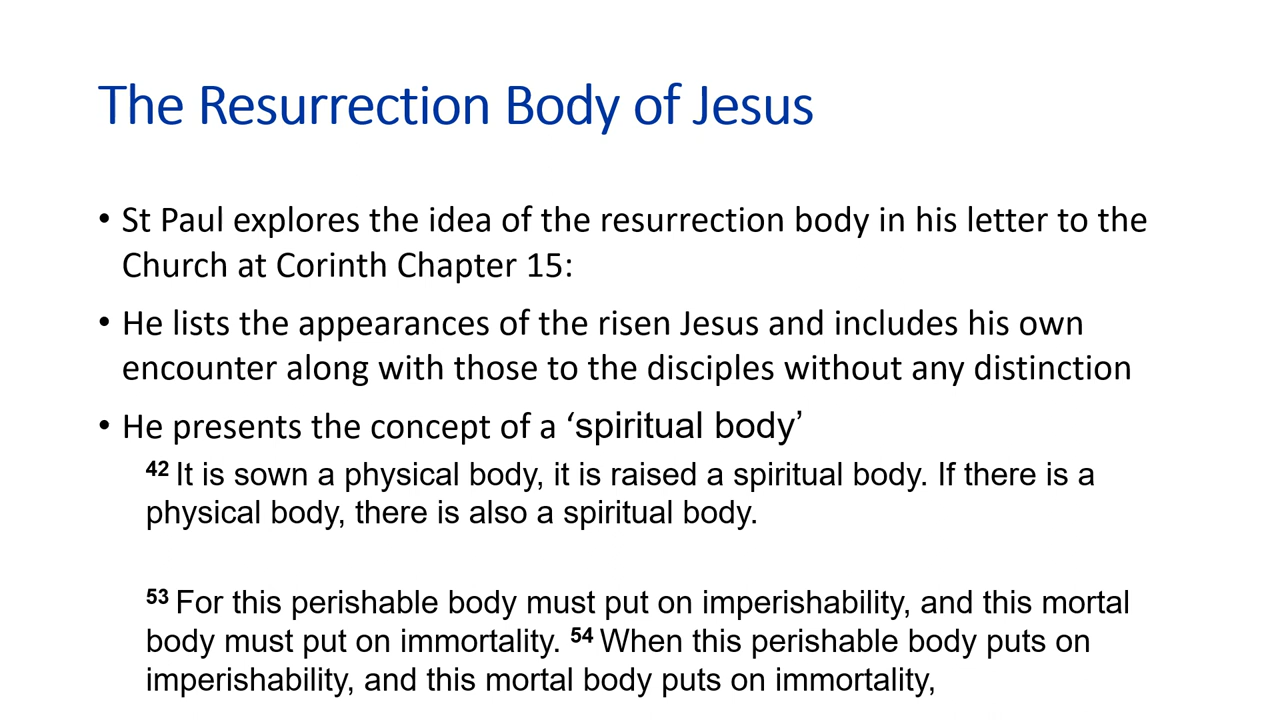 The Resurrection Body of Jesus
• St Paul explores the idea of the resurrection body in his letter to the
Church at Corinth Chapter 15:
• He lists the appearances of the risen Jesus and includes his own
encounter along with those to the disciples without any distinction
• He presents the concept of a ‘spiritual body’
42 It is sown a physical body, it is raised a spiritual body. If there is a
physical body, there is also a spiritual body.
53 For this perishable body must put on imperishability, and this mortal
body must put on immortality. 54 When this perishable body puts on
imperishability, and this mortal body puts on immortality,